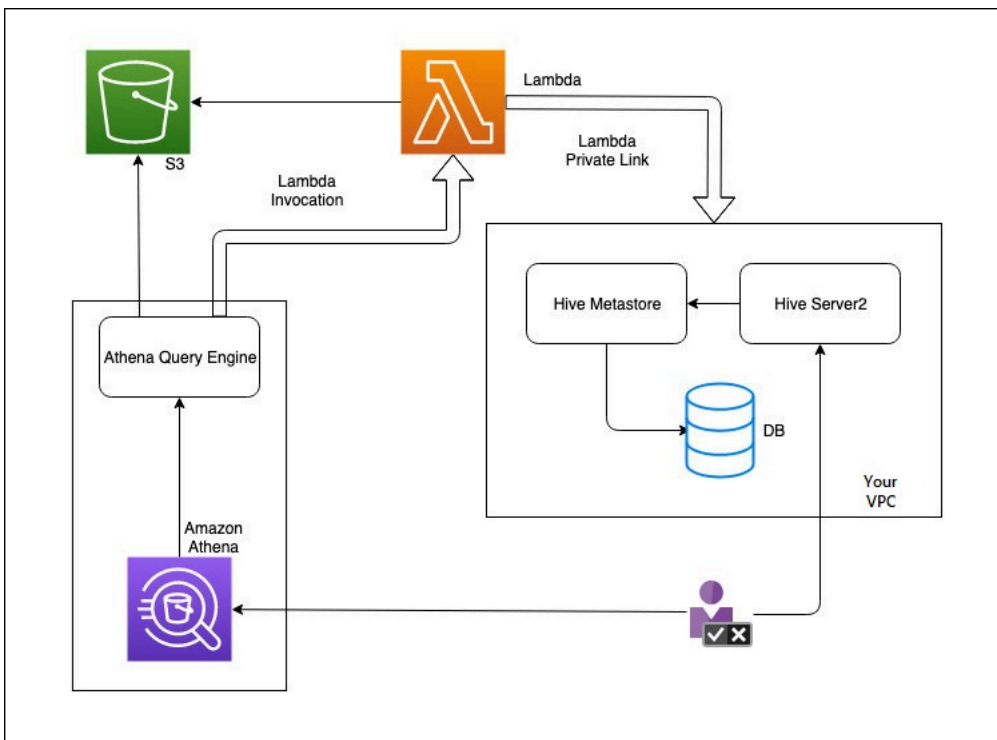 Lambda
S3
Lambda
Private Link
Lambda
Invocation
Hive Metastore
Hive Server2
Athena Query Engine
DB
Your
VPC
Amazon
Athena